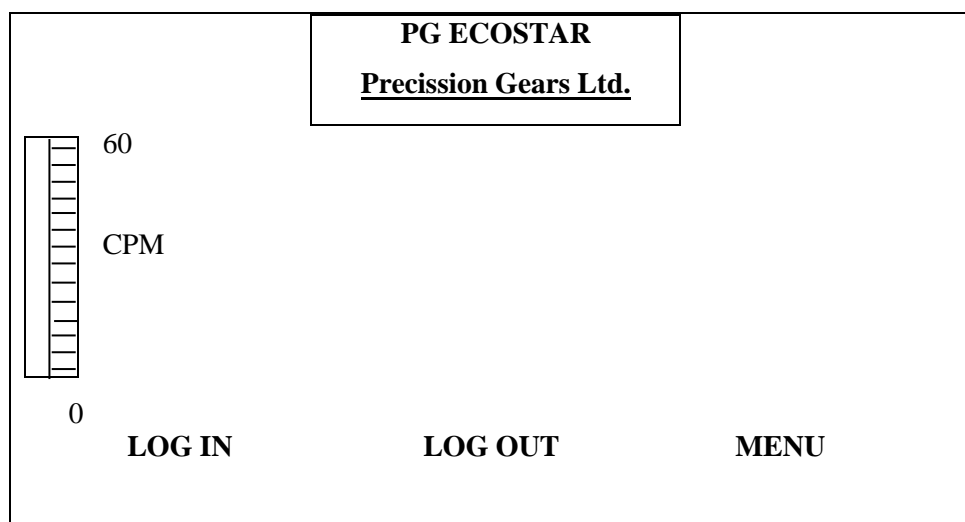 PG ECOSTAR
Precission Gears Ltd.
60
CPM
0
LOG IN LOG OUT MENU